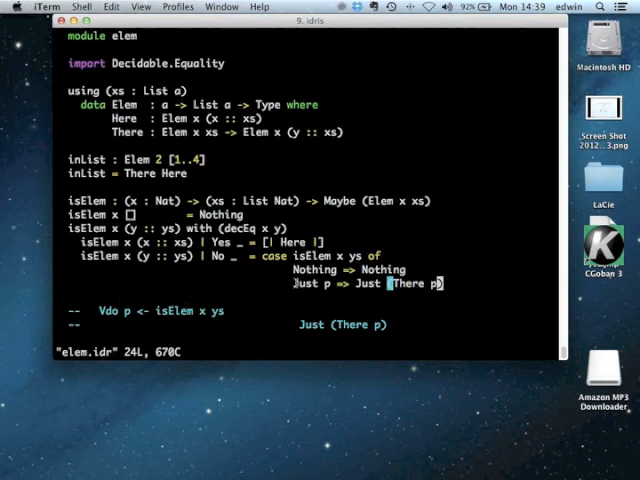 iTerm Shell Edit View Profiles Window Help 92% Mon 14:39 edwin
9. idris
module elem
import Decidable.Equality
using (xs : List a)
data Elem : a -> List a -> Type where
Here : Elem x (x :: xs)
There : Elem x xs -> Elem x (y :: xs)
inList : Elem 2 [1..4]
inList = There Here
isElem : (x : Nat) -> (xs : List Nat) -> Maybe (Elem x xs)
isElem x [] = Nothing
isElem x (y :: ys) with (decEq x y)
isElem x (x :: xs) | Yes _ = [| Here |]
isElem x (y :: ys) | No _ = case isElem x ys of
Nothing => Nothing
Just p => Just (There p)
-- Vdo p <- isElem x ys
-- Just (There p)
"elem.idr" 24L, 670C
Macintosh HD
Screen Shot
2012...3.png
LaCie
CGoban 3
Amazon MP3
Downloader